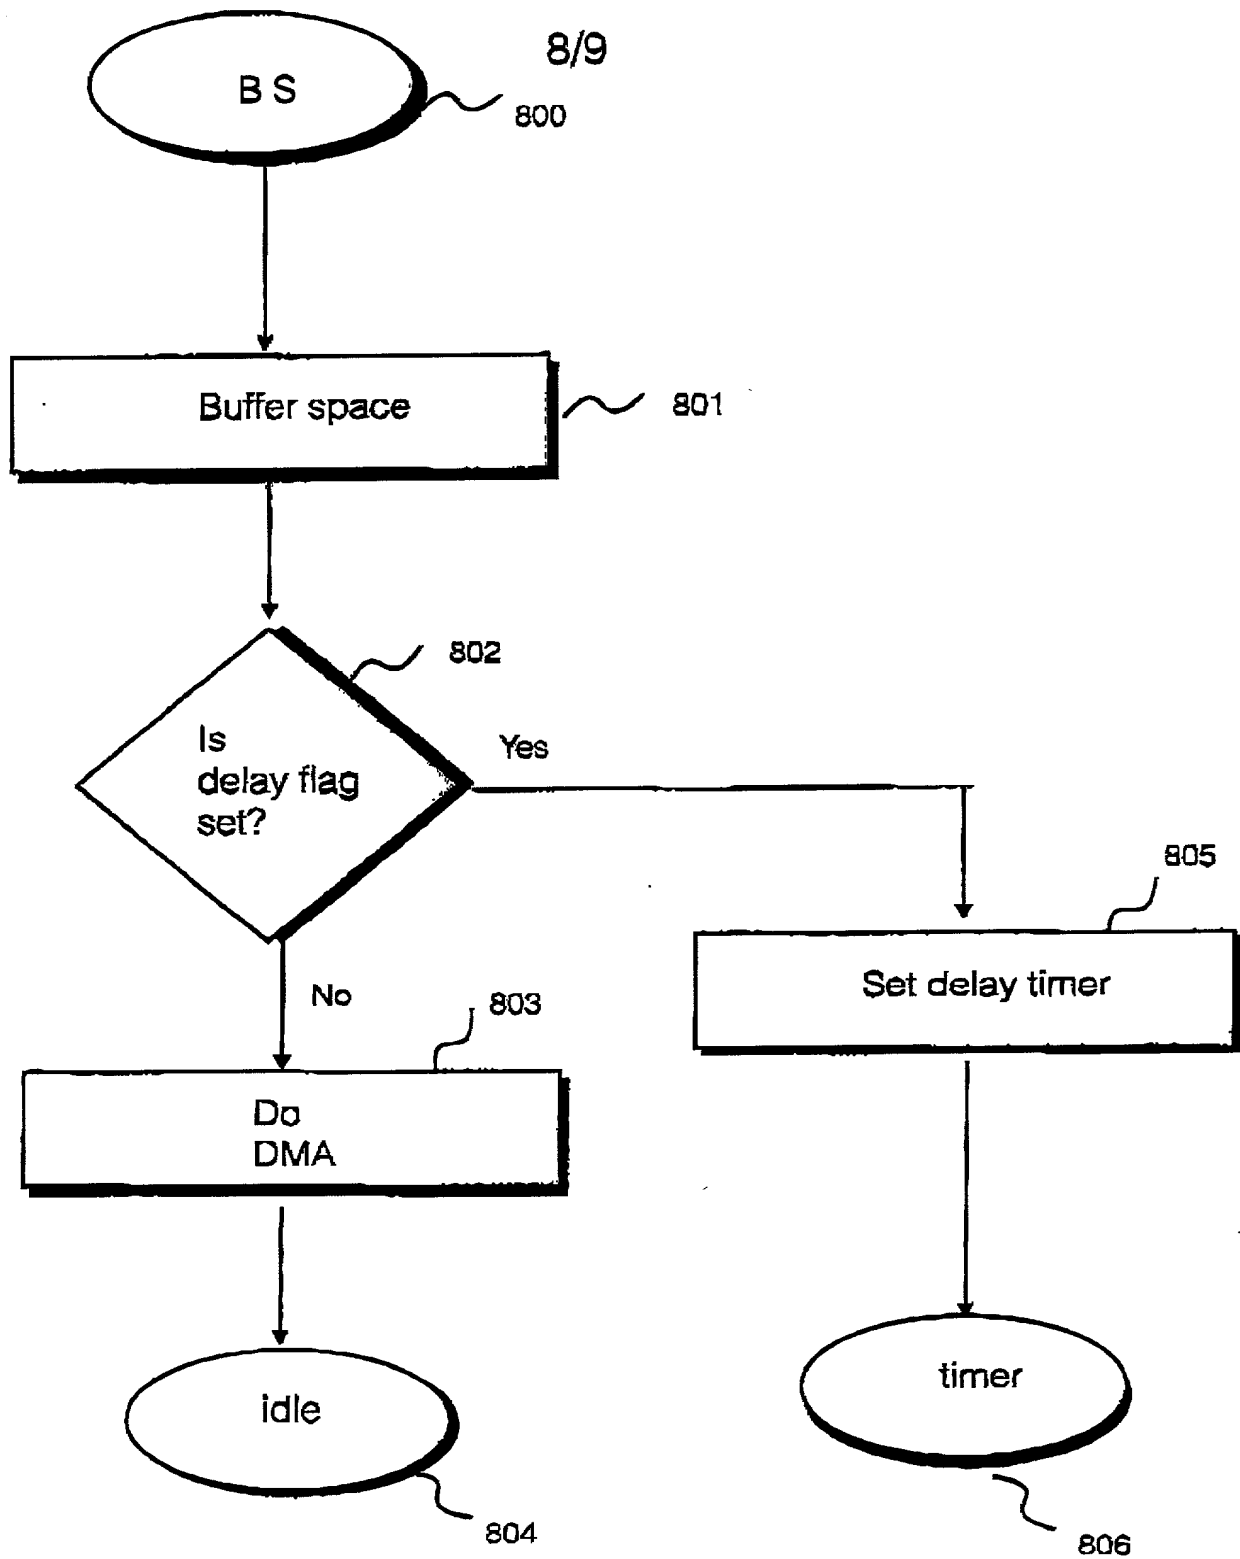 8/9
B S
800
Buffer space
801
802
Is
delay flag
set?
Yes
805
Set delay timer
No
803
Do
DMA
idle
804
timer
806